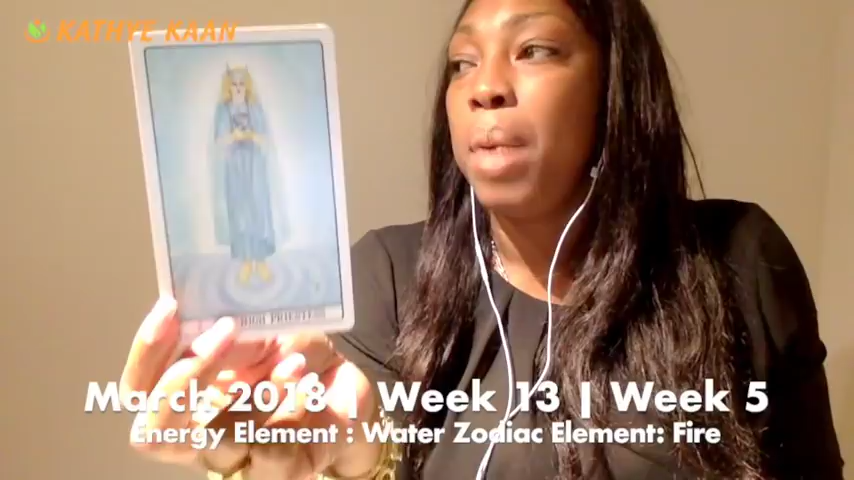 KATHYE KAAN
March 2018 | Week 13 | Week 5
Energy Element : Water Zodiac Element: Fire